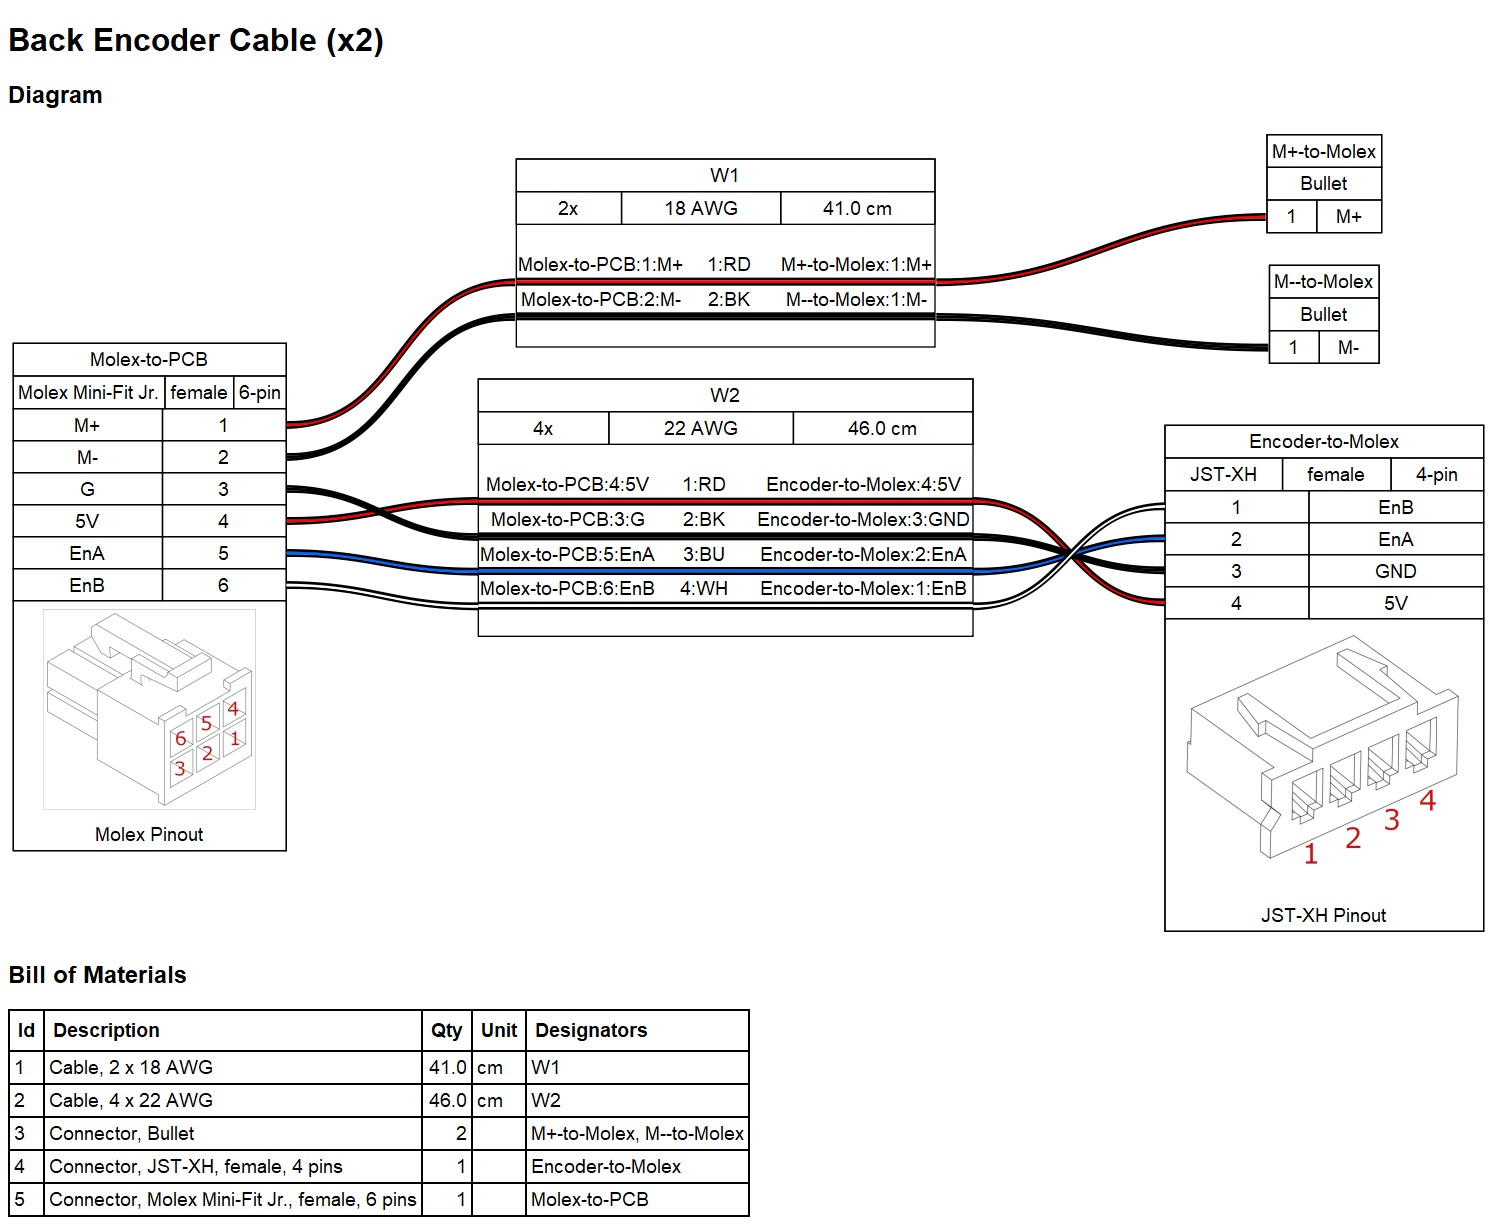 Back Encoder Cable (x2)
Diagram
M+-to-Molex
Bullet
1 M+
M--to-Molex
Bullet
1 M-
W1
2x 18 AWG 41.0 cm
Molex-to-PCB:1:M+ 1:RD M+-to-Molex:1:M+
Molex-to-PCB:2:M- 2:BK M--to-Molex:1:M-
Molex-to-PCB
Molex Mini-Fit Jr. female 6-pin
M+ 1
M- 2
G 3
5V 4
EnA 5
EnB 6
6 5 4
3 2 1
Molex Pinout
W2
4x 22 AWG 46.0 cm
Molex-to-PCB:4:5V 1:RD Encoder-to-Molex:4:5V
Molex-to-PCB:3:G 2:BK Encoder-to-Molex:3:GND
Molex-to-PCB:5:EnA 3:BU Encoder-to-Molex:2:EnA
Molex-to-PCB:6:EnB 4:WH Encoder-to-Molex:1:EnB
Encoder-to-Molex
JST-XH female 4-pin
1 EnB
2 EnA
3 GND
4 5V
1 2 3 4
JST-XH Pinout
Bill of Materials
Id Description Qty Unit Designators
1 Cable, 2 x 18 AWG 41.0 cm W1
2 Cable, 4 x 22 AWG 46.0 cm W2
3 Connector, Bullet 2 M+-to-Molex, M--to-Molex
4 Connector, JST-XH, female, 4 pins 1 Encoder-to-Molex
5 Connector, Molex Mini-Fit Jr., female, 6 pins 1 Molex-to-PCB